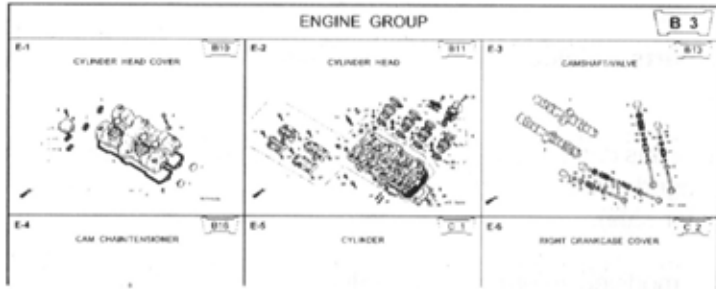 ENGINE GROUP
B 3
E-1
B10
CYLINDER HEAD COVER
E-2
B11
CYLINDER HEAD
E-3
B13
CAMSHAFT/VALVE
E-4
B16
CAM CHAIN/TENSIONER
E-5
C 1
CYLINDER
E-6
C 2
RIGHT CRANKCASE COVER